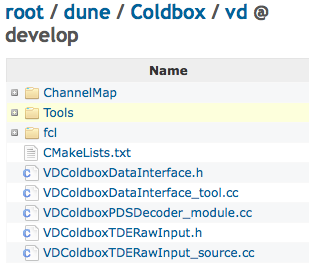 root / dune / Coldbox / vd @
develop
Name
ChannelMap
Tools
fcl
CMakeLists.txt
VDColdboxDataInterface.h
VDColdboxDataInterface_tool.cc
VDColdboxPDSDecoder_module.cc
VDColdboxTDERawInput.h
VDColdboxTDERawInput_source.cc